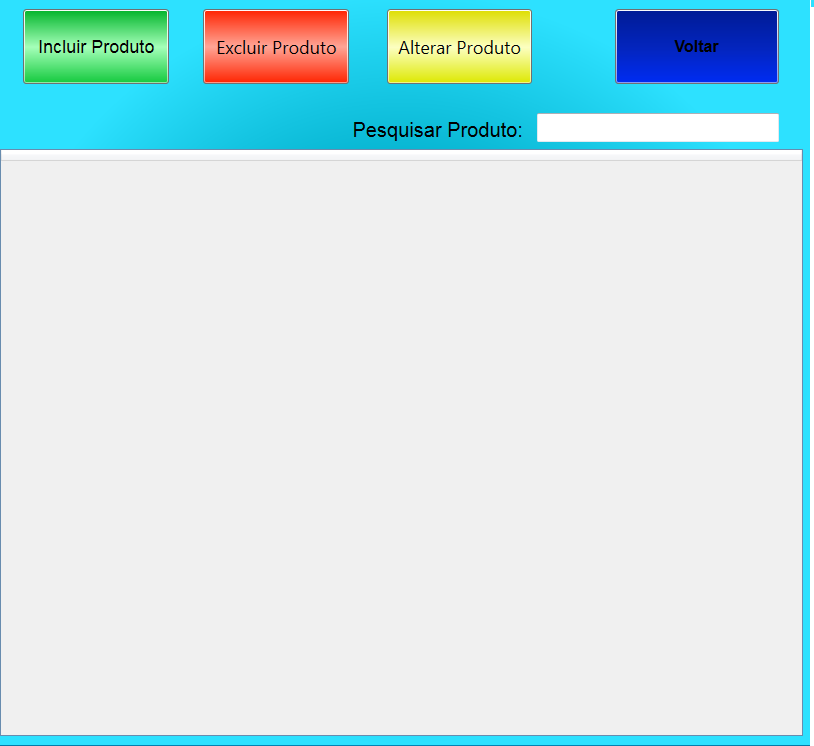 Incluir Produto
Excluir Produto
Alterar Produto
Voltar
Pesquisar Produto: